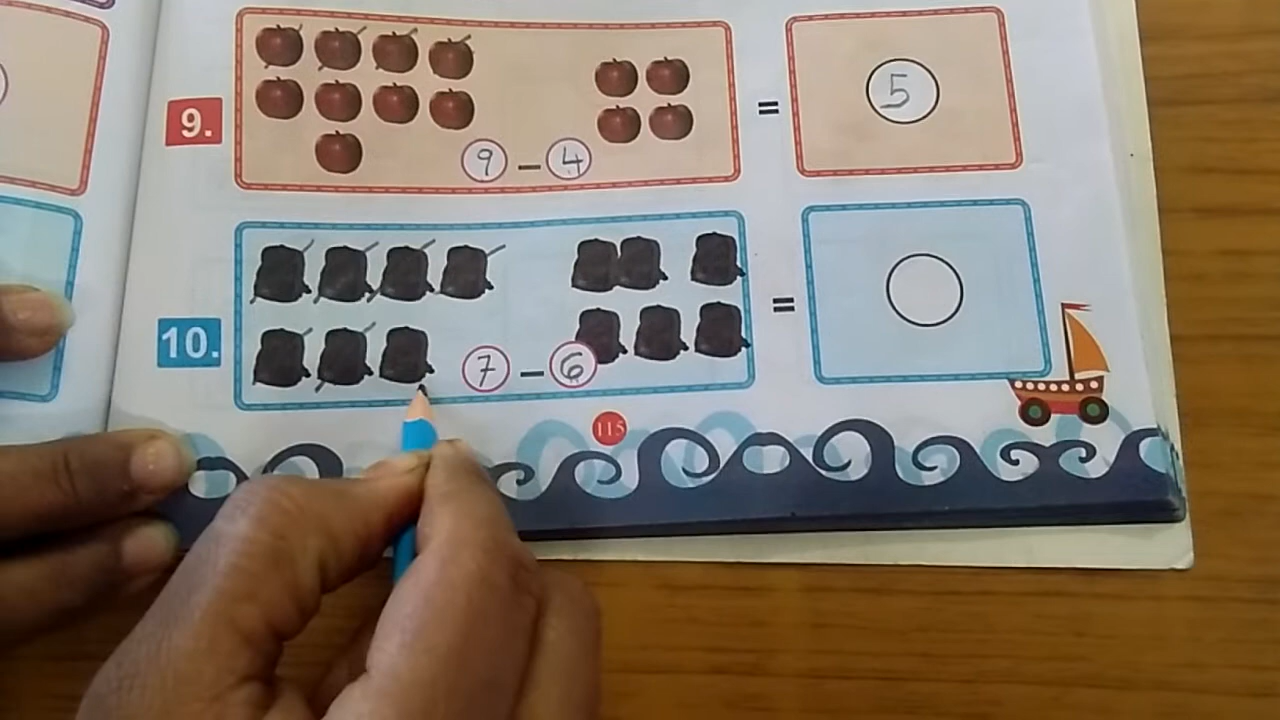 9. 9 – 4 = 5
10. 7 – 6 =
115